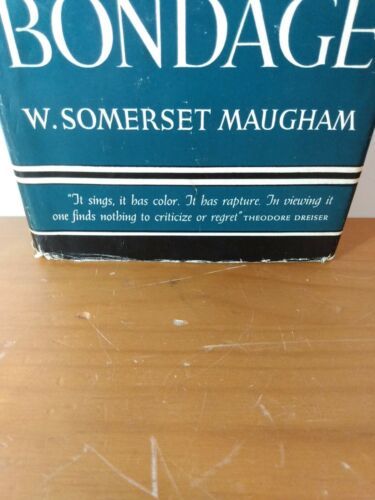 BONDAGE
W. SOMERSET MAUGHAM
"It sings, it has color. It has rapture. In viewing it
one finds nothing to criticize or regret" THEODORE DREISER